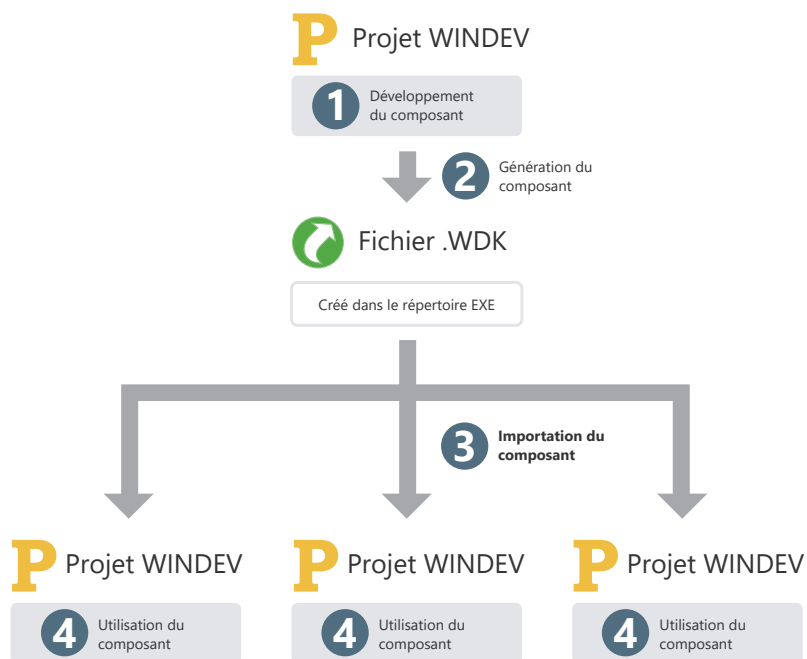 P Projet WINDEV
1 Développement
du composant
2 Génération du
composant
Fichier .WDK
Créé dans le répertoire EXE
3 Importation du
composant
P Projet WINDEV
4 Utilisation du
composant
P Projet WINDEV
4 Utilisation du
composant
P Projet WINDEV
4 Utilisation du
composant